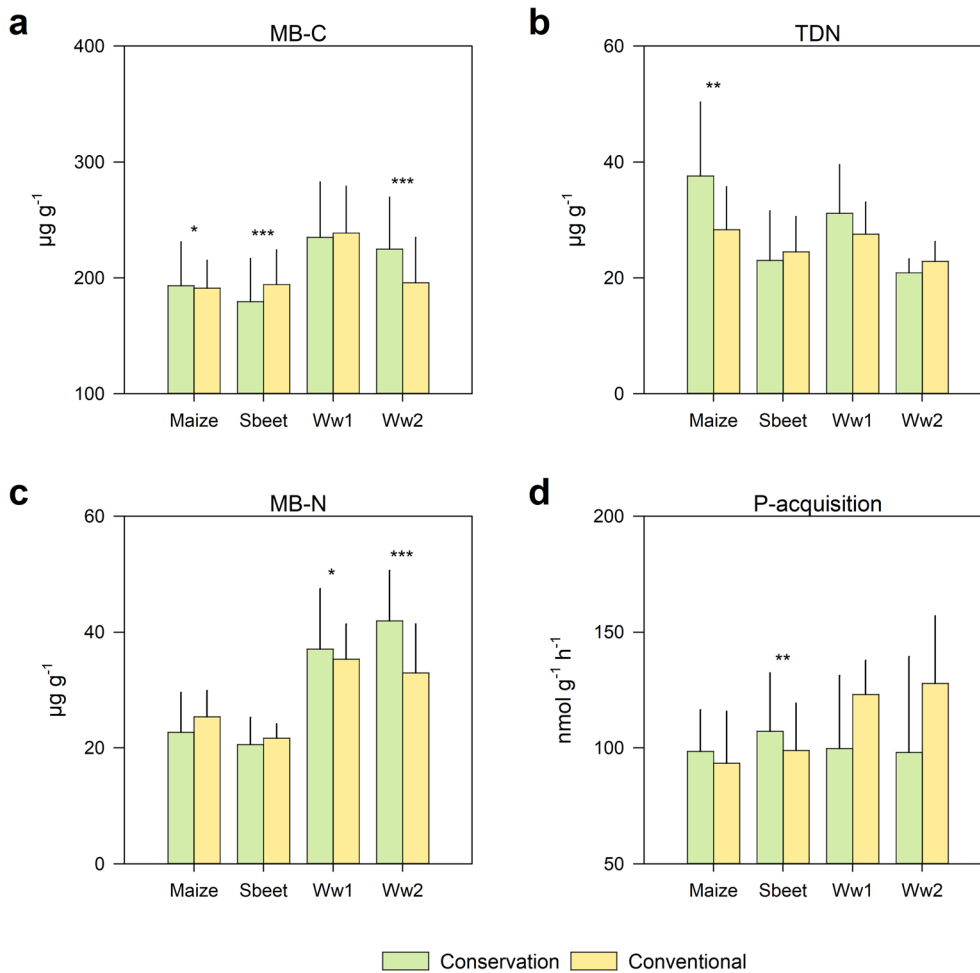 a
MB-C
400
300
200
100
µg g⁻¹
*
***
***
Maize
Sbeet
Ww1
Ww2
b
TDN
60
40
20
0
µg g⁻¹
**
Maize
Sbeet
Ww1
Ww2
c
MB-N
60
40
20
0
µg g⁻¹
*
***
Maize
Sbeet
Ww1
Ww2
d
P-acquisition
200
150
100
50
nmol g⁻¹ h⁻¹
**
Maize
Sbeet
Ww1
Ww2
Conservation
Conventional